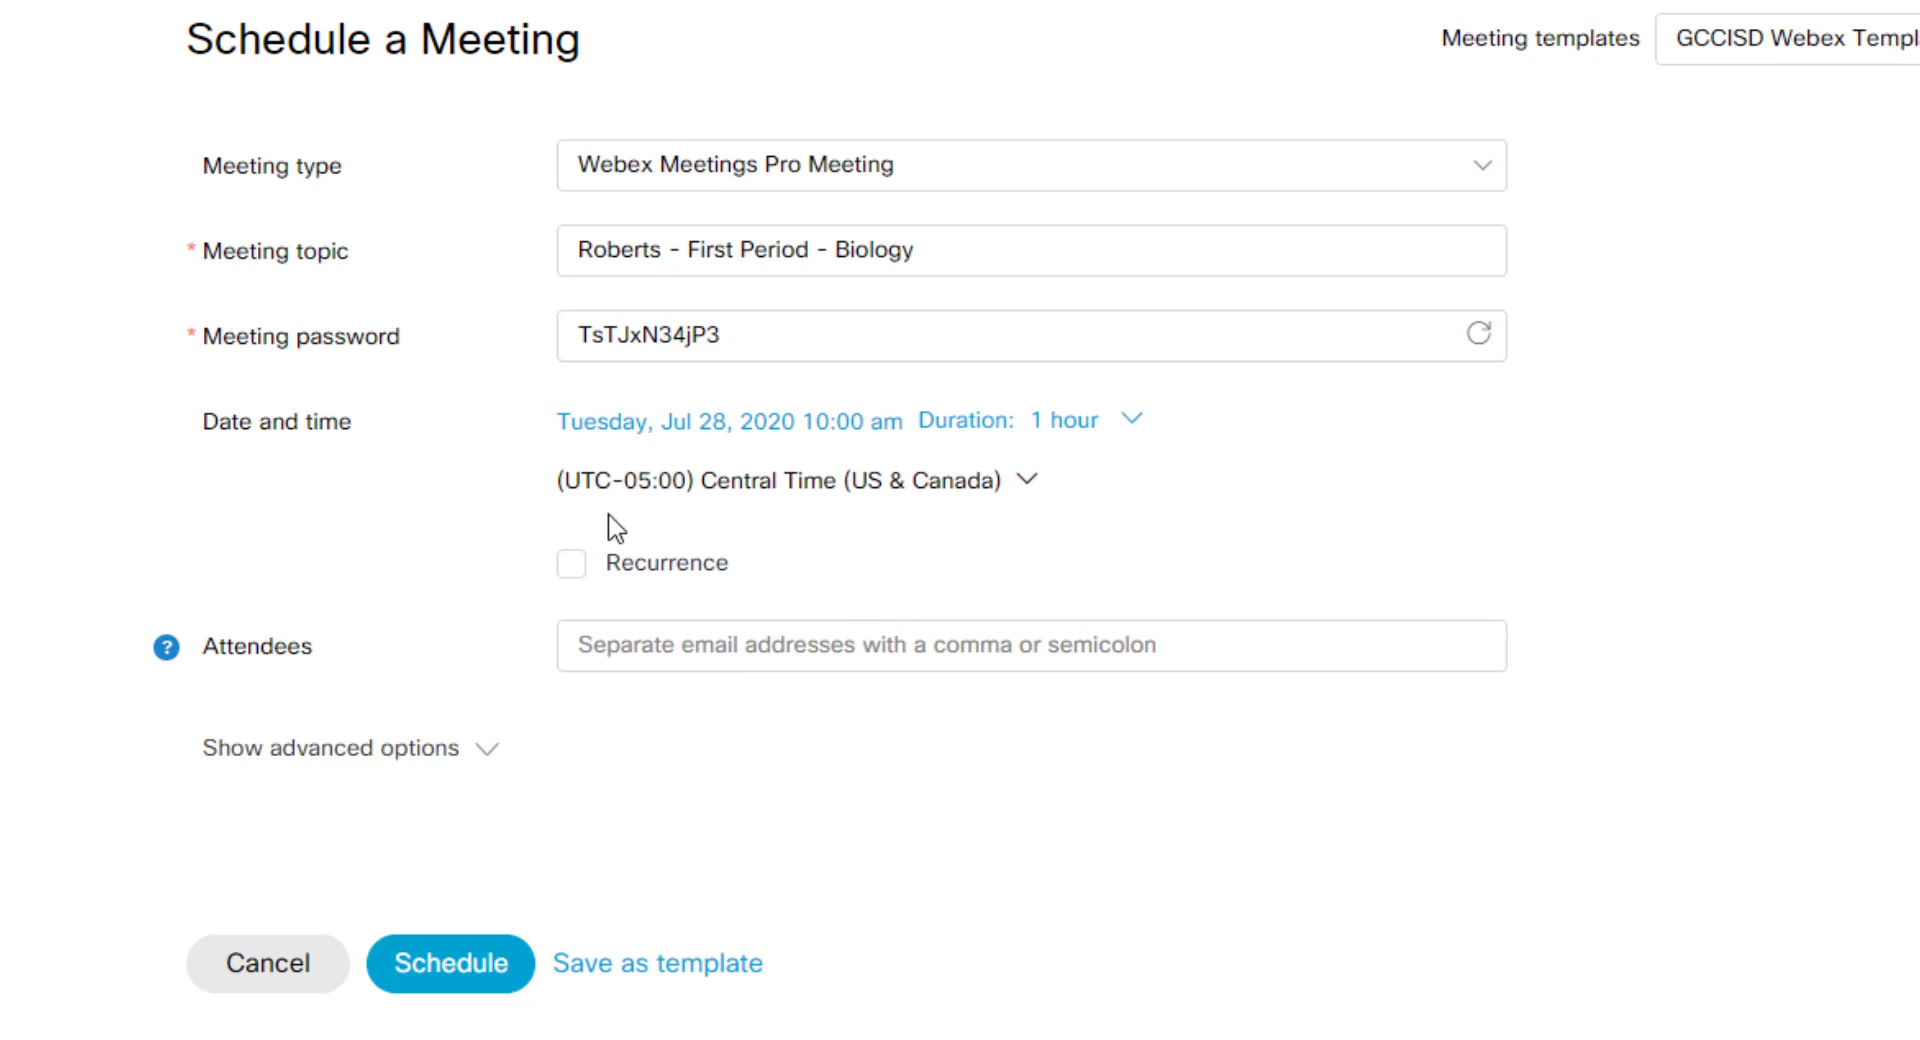 Schedule a Meeting
Meeting templates GCCISD Webex Templ
Meeting type Webex Meetings Pro Meeting
* Meeting topic Roberts - First Period - Biology
* Meeting password TsTJxN34jP3
Date and time Tuesday, Jul 28, 2020 10:00 am Duration: 1 hour
(UTC-05:00) Central Time (US & Canada)
Recurrence
? Attendees Separate email addresses with a comma or semicolon
Show advanced options
Cancel Schedule Save as template